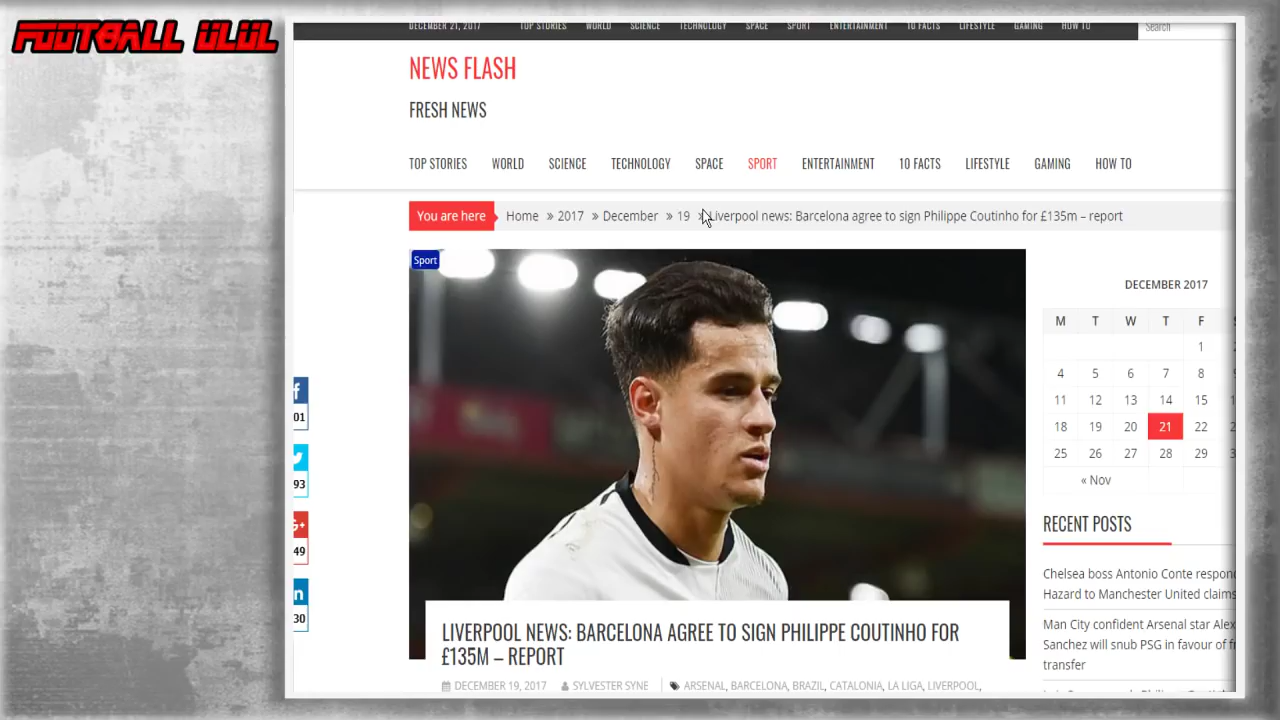 FOOTBALL ULUL
DECEMBER 21, 2017 TOP STORIES WORLD SCIENCE TECHNOLOGY SPACE SPORT ENTERTAINMENT 10 FACTS LIFESTYLE GAMING HOW TO Search
NEWS FLASH
FRESH NEWS
TOP STORIES WORLD SCIENCE TECHNOLOGY SPACE SPORT ENTERTAINMENT 10 FACTS LIFESTYLE GAMING HOW TO
You are here Home » 2017 » December » 19 » Liverpool news: Barcelona agree to sign Philippe Coutinho for £135m – report
Sport
DECEMBER 2017
M T W T F
1
4 5 6 7 8
11 12 13 14 15
18 19 20 21 22
25 26 27 28 29
« Nov
RECENT POSTS
Chelsea boss Antonio Conte
Hazard to Manchester United claims
Man City confident Arsenal star
Sanchez will snub PSG in favour of
transfer
f
01
93
G+
49
in
30
LIVERPOOL NEWS: BARCELONA AGREE TO SIGN PHILIPPE COUTINHO FOR
£135M – REPORT
DECEMBER 19, 2017 SYLVESTER SYNE ARSENAL, BARCELONA, BRAZIL, CATALONIA, LA LIGA, LIVERPOOL,